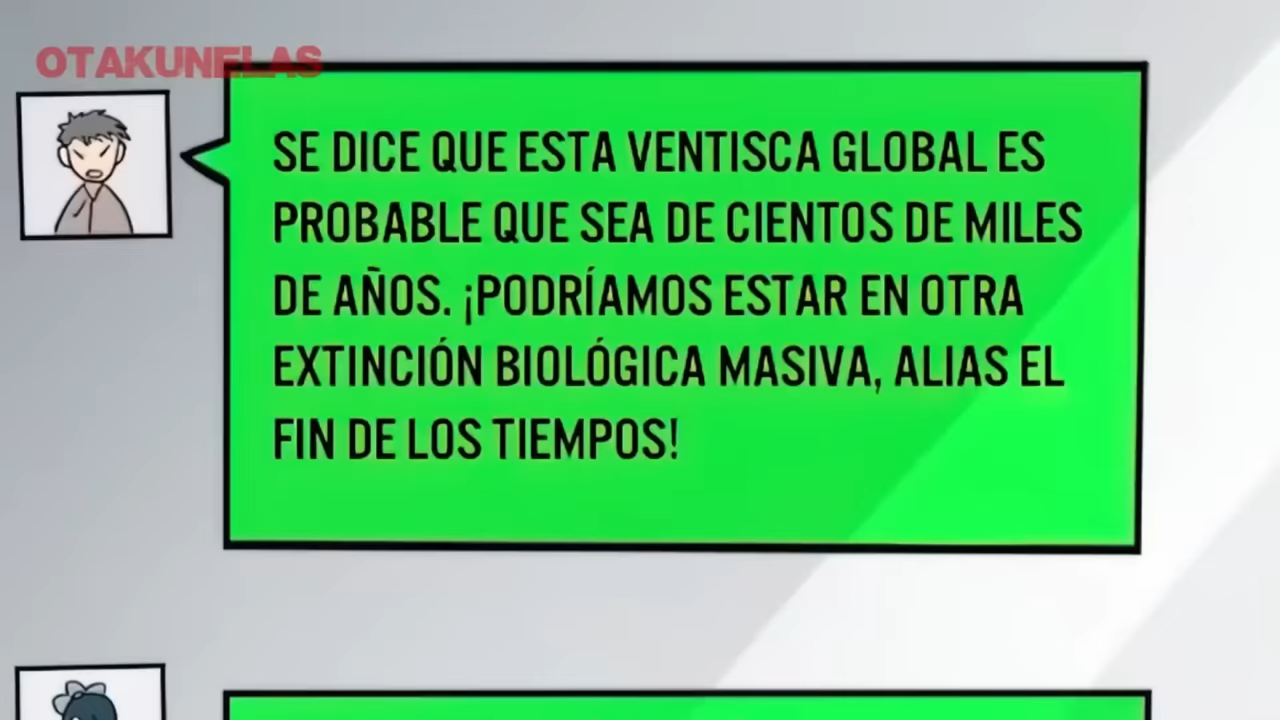 OTAKUNELAS
SE DICE QUE ESTA VENTISCA GLOBAL ES
PROBABLE QUE SEA DE CIENTOS DE MILES
DE AÑOS. ¡PODRÍAMOS ESTAR EN OTRA
EXTINCIÓN BIOLÓGICA MASIVA, ALIAS EL
FIN DE LOS TIEMPOS!